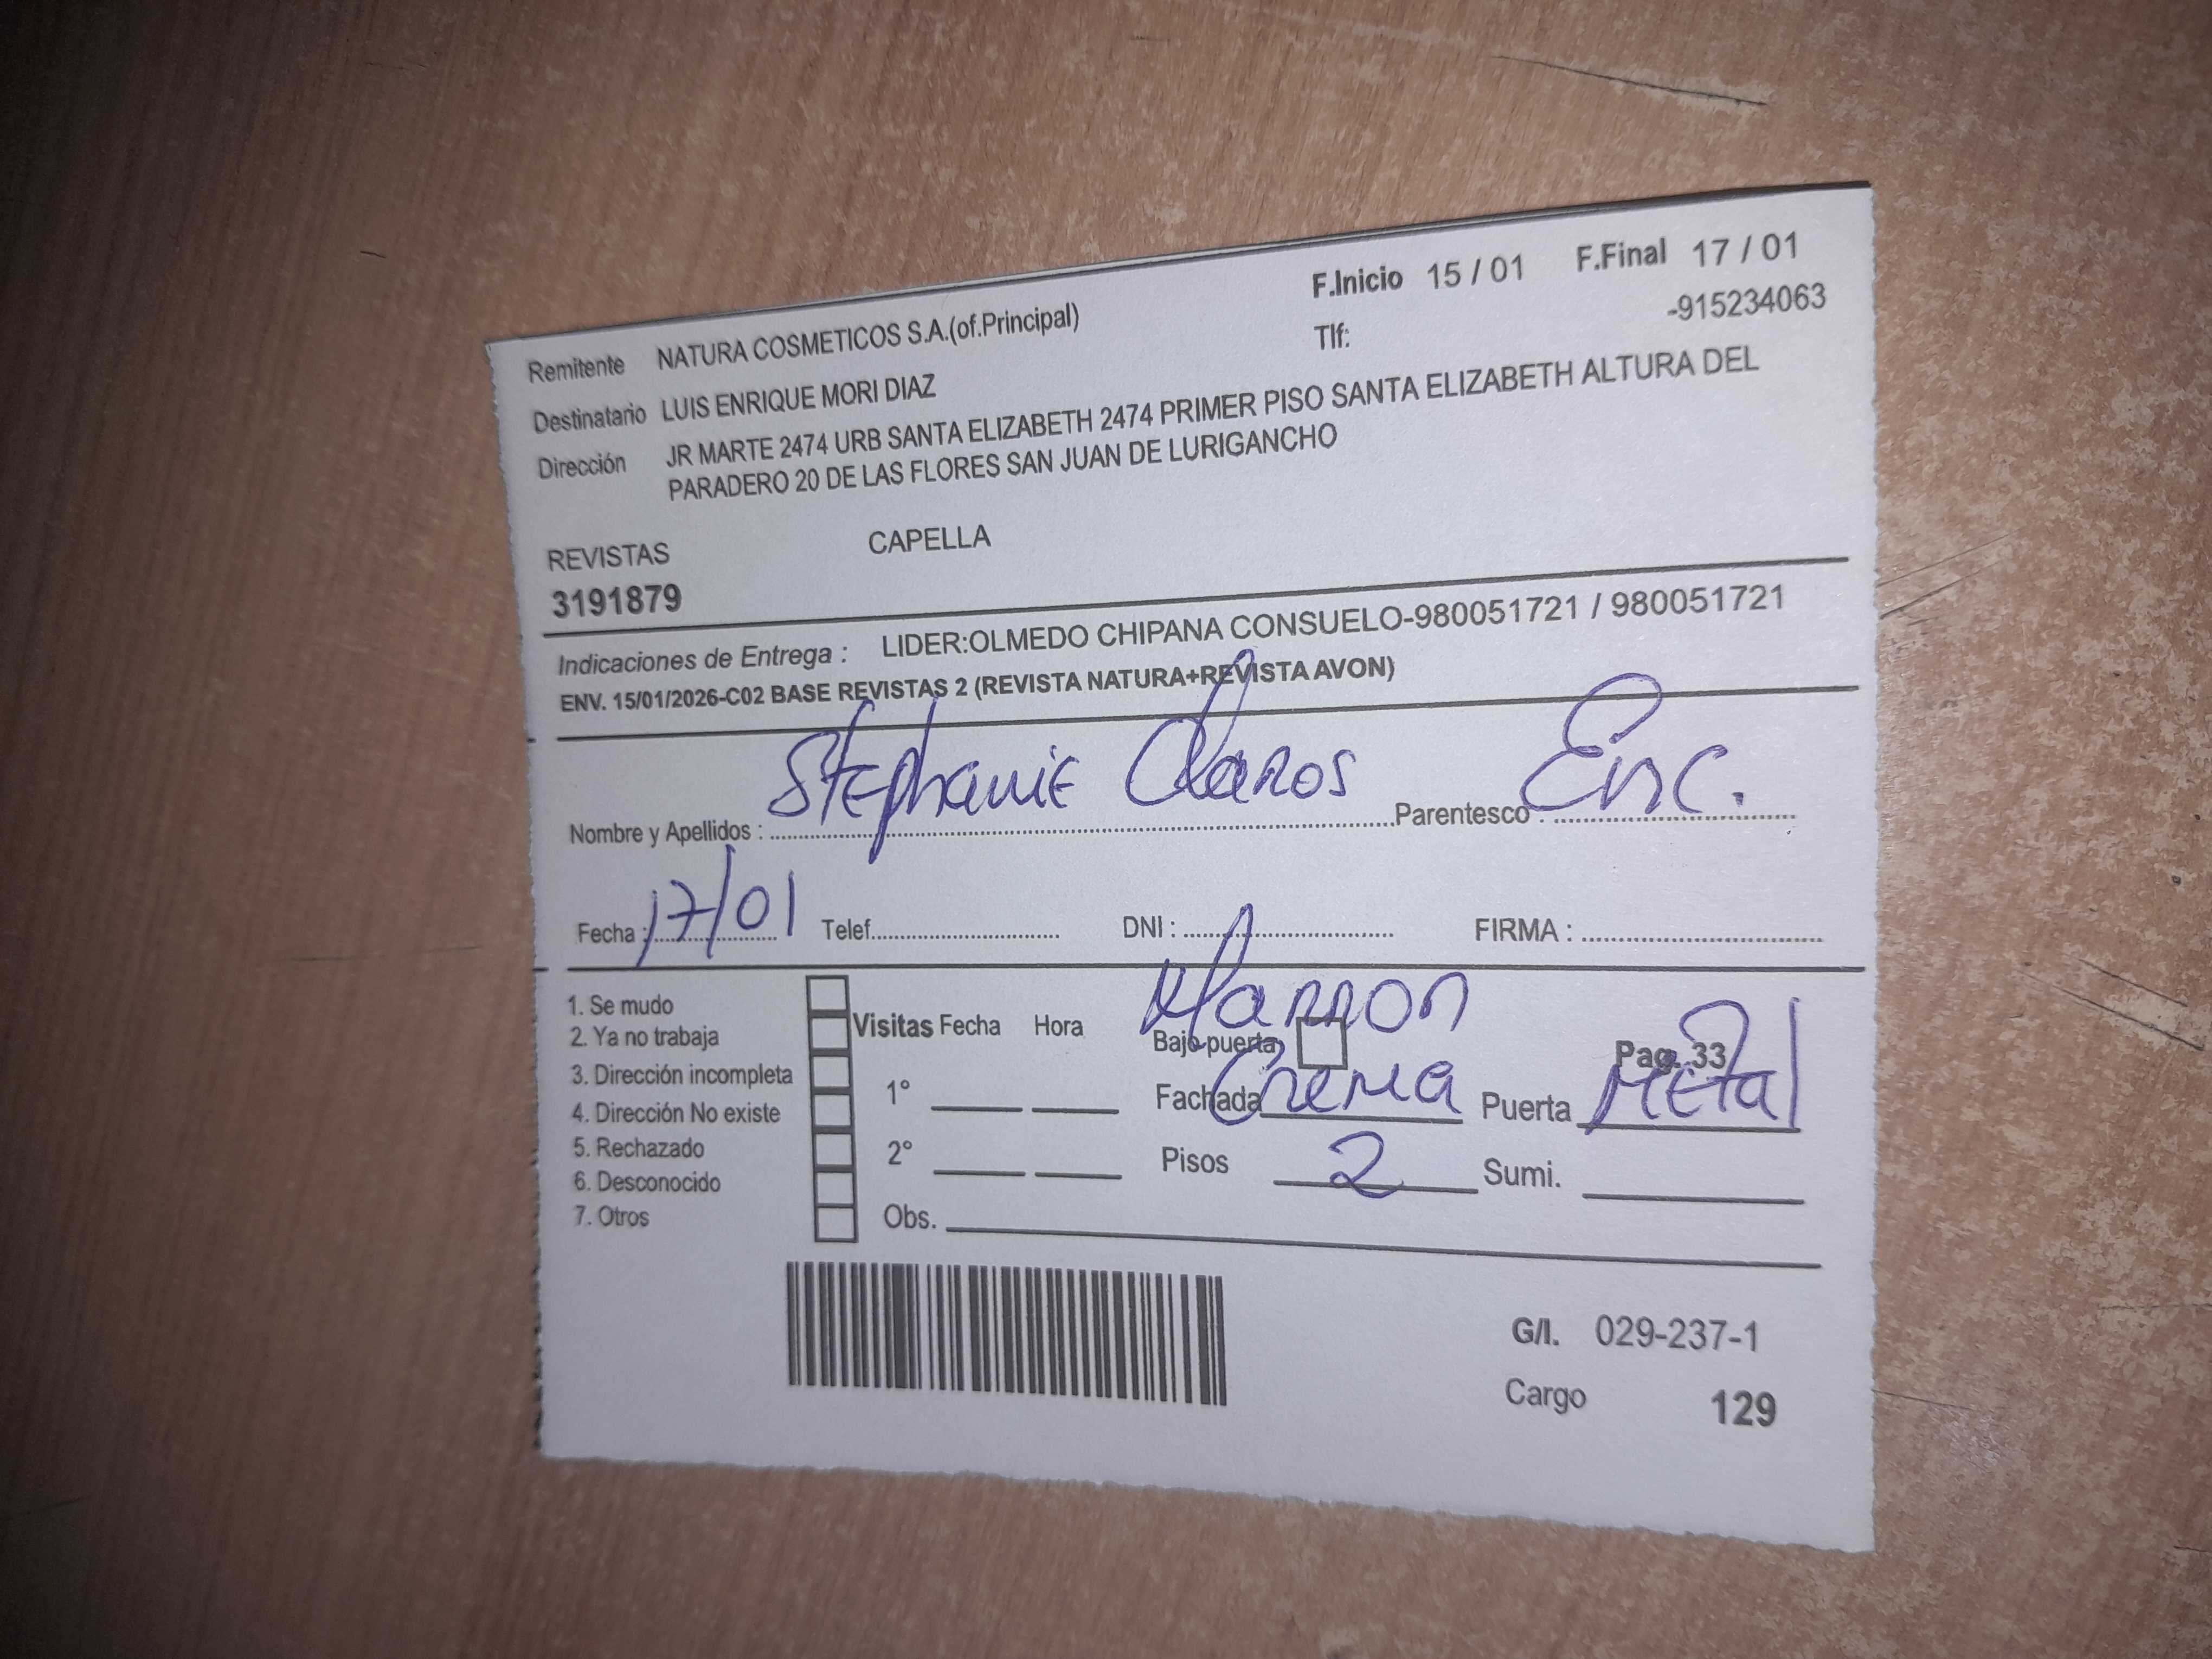 F.Inicio 15 / 01 F.Final 17 / 01
Remitente NATURA COSMETICOS S.A.(of.Principal) Tlf: -915234063
Destinatario LUIS ENRIQUE MORI DIAZ
Dirección JR MARTE 2474 URB SANTA ELIZABETH 2474 PRIMER PISO SANTA ELIZABETH ALTURA DEL
PARADERO 20 DE LAS FLORES SAN JUAN DE LURIGANCHO
REVISTAS CAPELLA
3191879
Indicaciones de Entrega : LIDER:OLMEDO CHIPANA CONSUELO-980051721 / 980051721
ENV. 15/01/2026-C02 BASE REVISTAS 2 (REVISTA NATURA+REVISTA AVON)
Nombre y Apellidos : Stephanie Claros Parentesco : Enc.
Fecha : 17/01 Telef. DNI : FIRMA :
1. Se mudo
2. Ya no trabaja
3. Dirección incompleta
4. Dirección No existe
5. Rechazado
6. Desconocido
7. Otros
Visitas Fecha Hora
1°
2°
Obs.
Marron
Bajo puerta Pag. 33
Fachada Crema Puerta Metal
Pisos 2 Sumi.
G/I. 029-237-1
Cargo 129